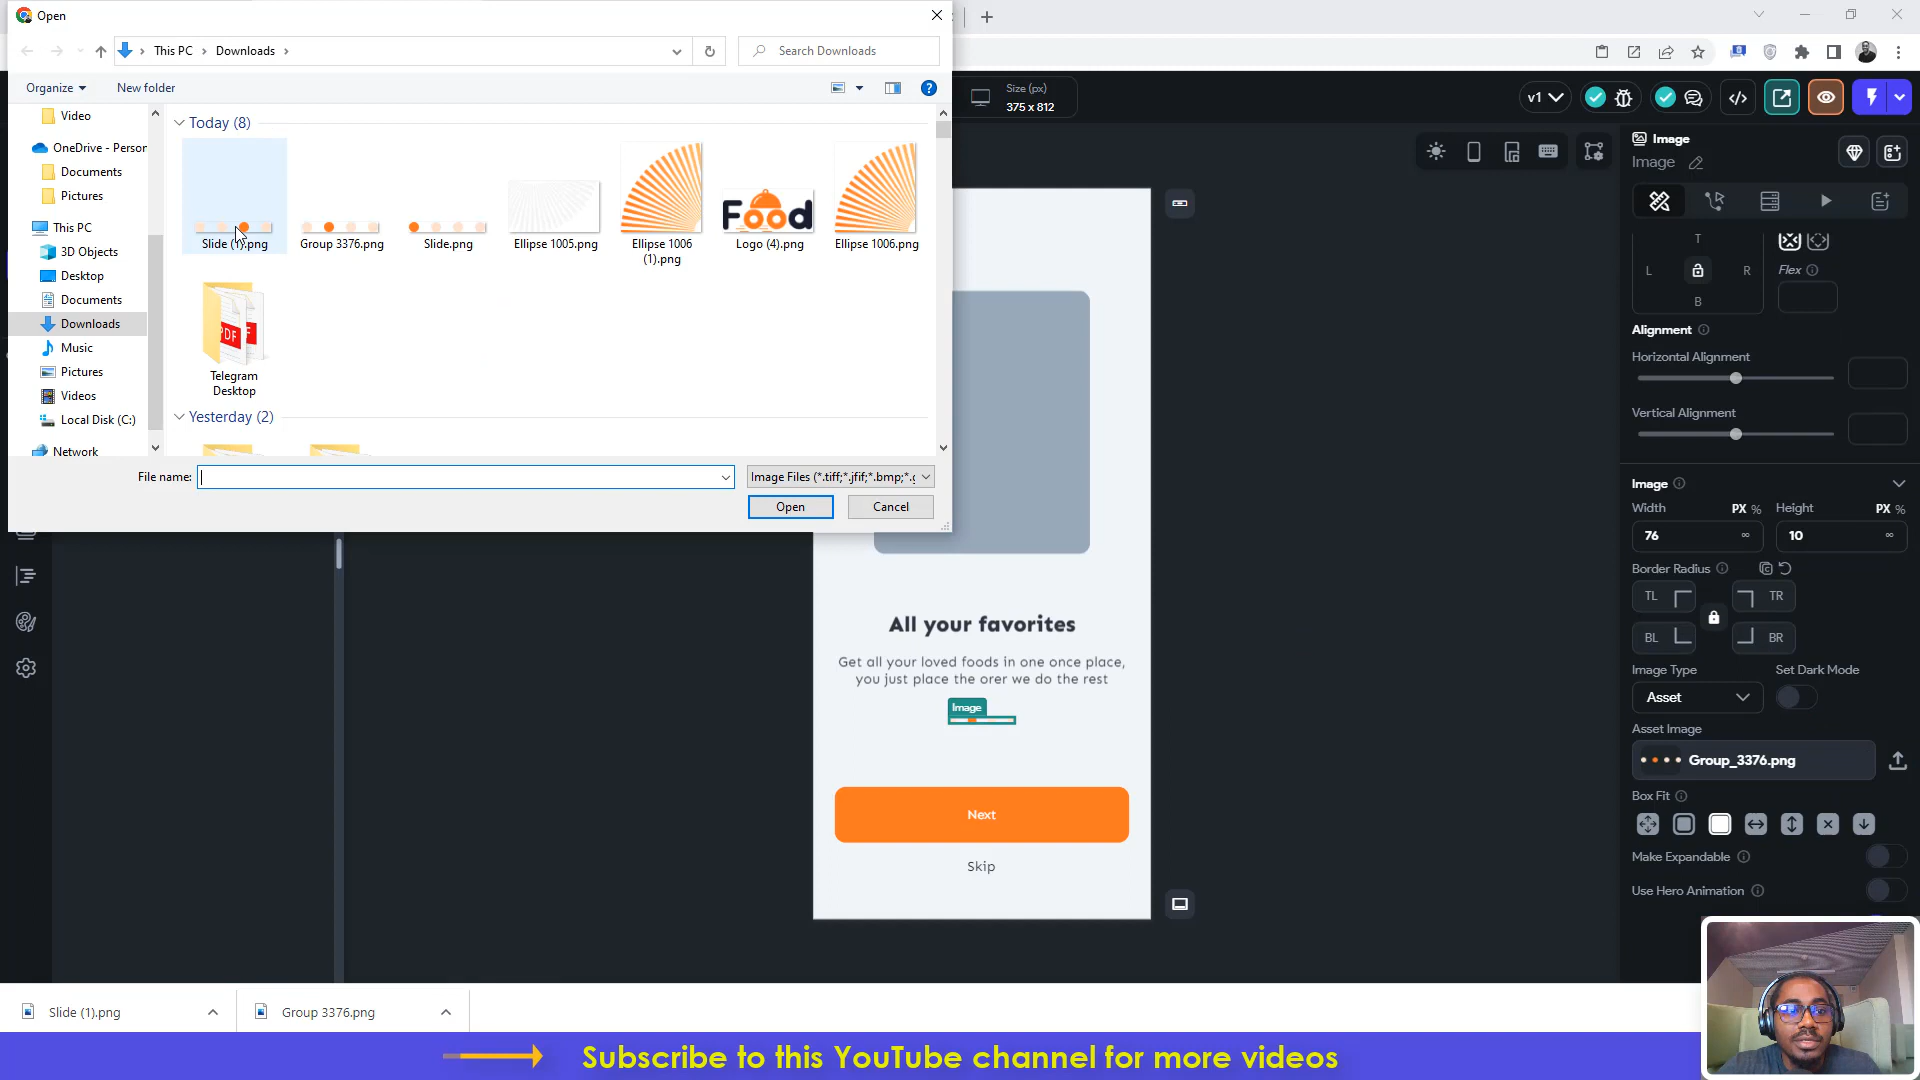 Open
This PC
Downloads
Search Downloads
Organize
New folder
Video
OneDrive - Person
Documents
Pictures
This PC
3D Objects
Desktop
Documents
Downloads
Music
Pictures
Videos
Local Disk (C:)
Network
Today (8)
Slide (1).png
Group 3376.png
Slide.png
Ellipse 1005.png
Ellipse 1006
(1).png
Food
Logo (4).png
Ellipse 1006.png
PDF
Telegram
Desktop
Yesterday (2)
File name:
Image Files (*.tiff;*.jfif;*.bmp;*.g
Open
Cancel
Size (px)
375 x 812
v1
All your favorites
Get all your loved foods in one once place,
you just place the orer we do the rest
Image
Next
Skip
Image
Image
T
L
R
B
Flex
Alignment
Horizontal Alignment
Vertical Alignment
Image
Width
PX %
Height
PX %
76
∞
10
∞
Border Radius
TL
TR
BL
BR
Image Type
Set Dark Mode
Asset
Asset Image
Group_3376.png
Box Fit
Make Expandable
Use Hero Animation
Slide (1).png
Group 3376.png
Subscribe to this YouTube channel for more videos